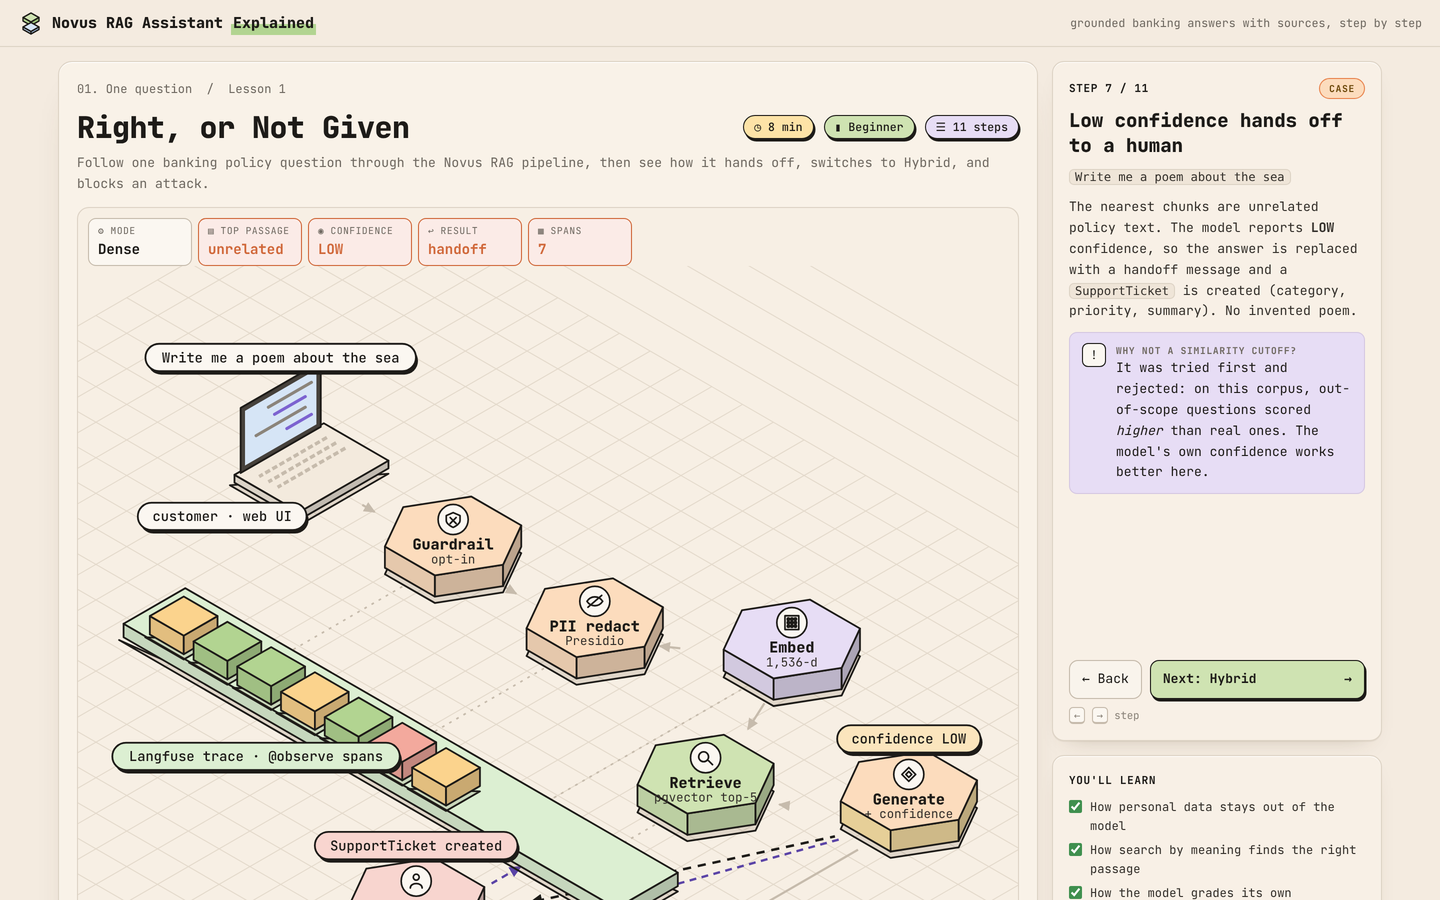 Novus RAG Assistant Explained
grounded banking answers with sources, step by step
01. One question / Lesson 1
Right, or Not Given
8 min
Beginner
11 steps
Follow one banking policy question through the Novus RAG pipeline, then see how it hands off, switches to Hybrid, and
blocks an attack.
MODE
Dense
TOP PASSAGE
unrelated
CONFIDENCE
LOW
RESULT
handoff
SPANS
7
Write me a poem about the sea
customer · web UI
Guardrail
opt-in
PII redact
Presidio
Embed
1,536-d
Retrieve
pgvector top-5
confidence LOW
Generate
+ confidence
Langfuse trace · @observe spans
SupportTicket created
STEP 7 / 11
CASE
Low confidence hands off
to a human
Write me a poem about the sea
The nearest chunks are unrelated
policy text. The model reports LOW
confidence, so the answer is replaced
with a handoff message and a
SupportTicket is created (category,
priority, summary). No invented poem.
!
WHY NOT A SIMILARITY CUTOFF?
It was tried first and
rejected: on this corpus, out-
of-scope questions scored
higher than real ones. The
model's own confidence works
better here.
← Back
Next: Hybrid →
← → step
YOU'LL LEARN
How personal data stays out of the
model
How search by meaning finds the right
passage
How the model grades its own